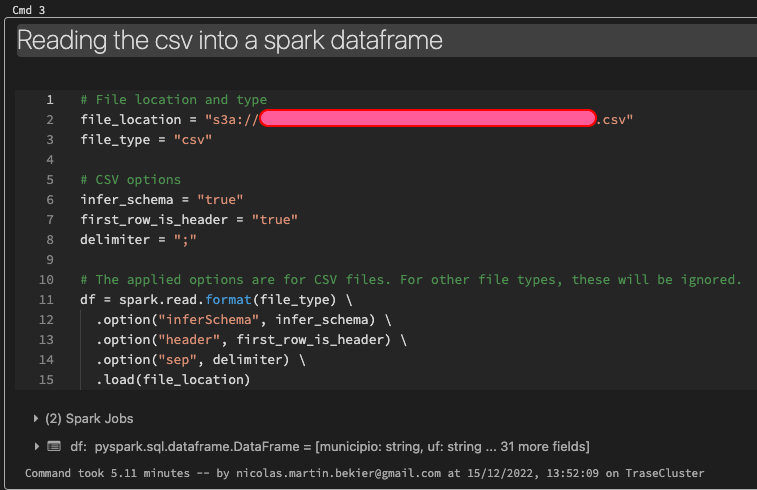 Cmd 3
Reading the csv into a spark dataframe
1 # File location and type
2 file_location = "s3a://.csv"
3 file_type = "csv"
4
5 # CSV options
6 infer_schema = "true"
7 first_row_is_header = "true"
8 delimiter = ";"
9
10 # The applied options are for CSV files. For other file types, these will be ignored.
11 df = spark.read.format(file_type) \
12 .option("inferSchema", infer_schema) \
13 .option("header", first_row_is_header) \
14 .option("sep", delimiter) \
15 .load(file_location)
(2) Spark Jobs
df: pyspark.sql.dataframe.DataFrame = [municipio: string, uf: string ... 31 more fields]
Command took 5.11 minutes -- by nicolas.martin.bekier@gmail.com at 15/12/2022, 13:52:09 on TraseCluster